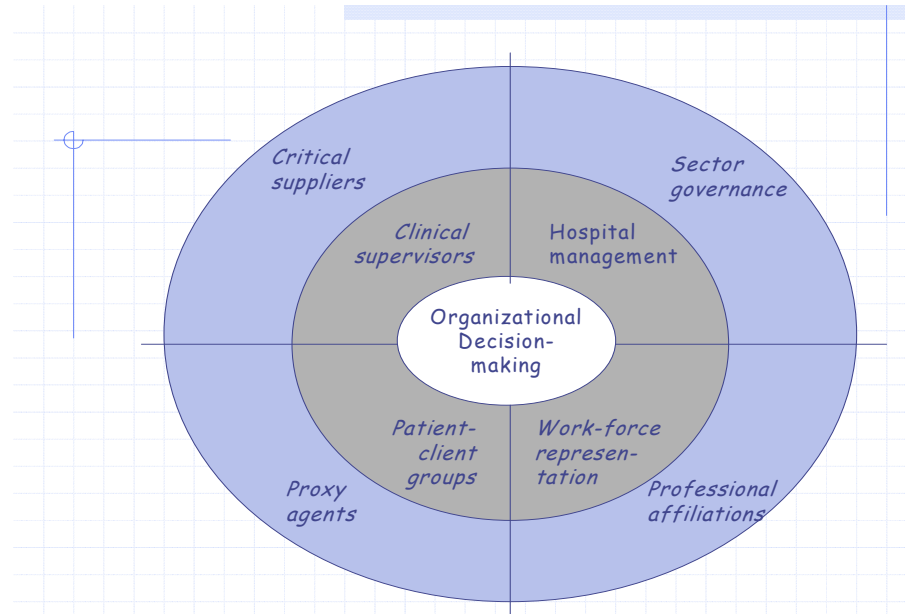 Critical
suppliers
Sector
governance
Clinical
supervisors
Hospital
management
Organizational
Decision-
making
Patient-
client
groups
Work-force
represen-
tation
Proxy
agents
Professional
affiliations